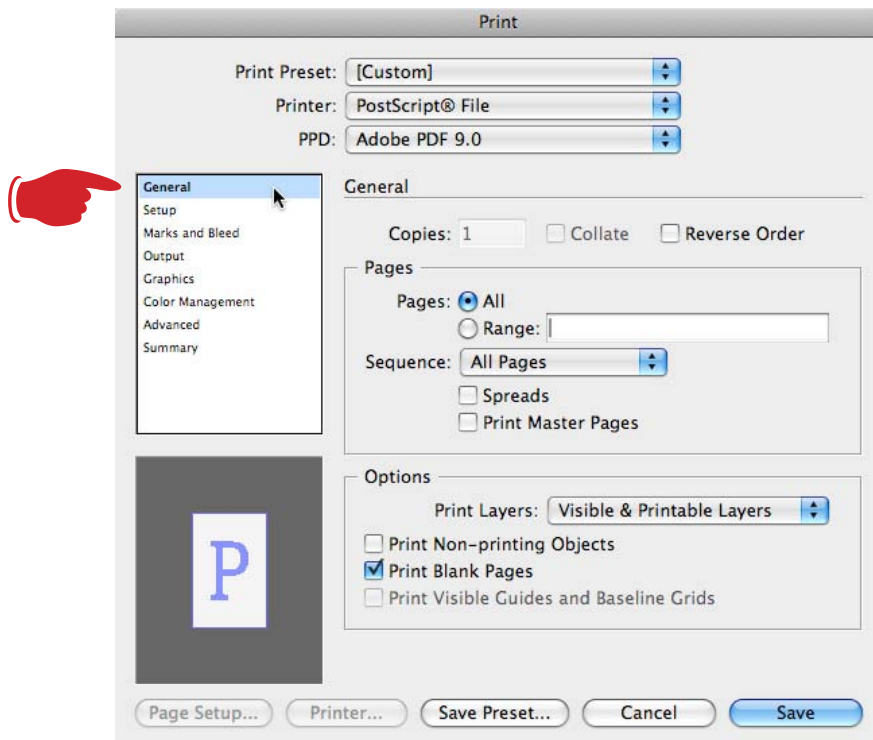 Print
Print Preset: [Custom]
Printer: PostScript® File
PPD: Adobe PDF 9.0
General
Setup
Marks and Bleed
Output
Graphics
Color Management
Advanced
Summary
General
Copies: 1 Collate Reverse Order
Pages
Pages: All
Range:
Sequence: All Pages
Spreads
Print Master Pages
Options
Print Layers: Visible & Printable Layers
Print Non-printing Objects
Print Blank Pages
Print Visible Guides and Baseline Grids
P
Page Setup... Printer... Save Preset... Cancel Save